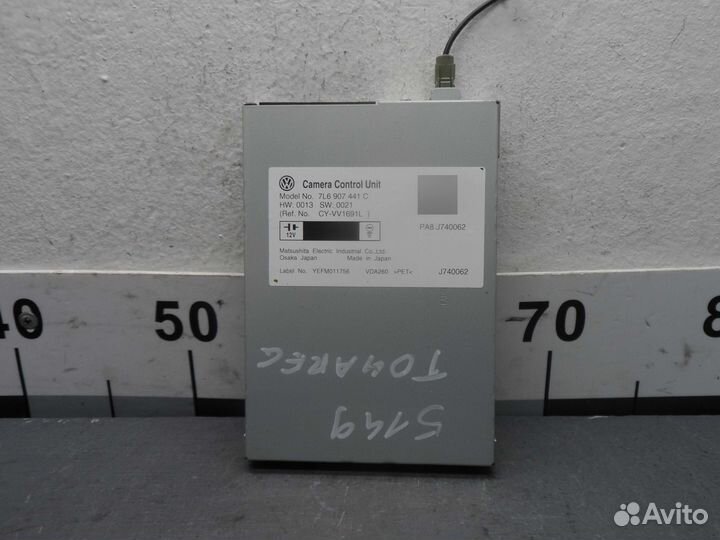 Camera Control Unit
Model No. 7L6 907 441 C
HW: 0013 SW: 0021
(Ref. No. CY-VV1691L )
PA8 J740062
12V
Matsushita Electric Industrial Co.,Ltd.
Osaka Japan Made in Japan
Label No. YEFM011756 VDA260 >PET< J740062
40 50 70 8
TOUAREG
5149
Avito